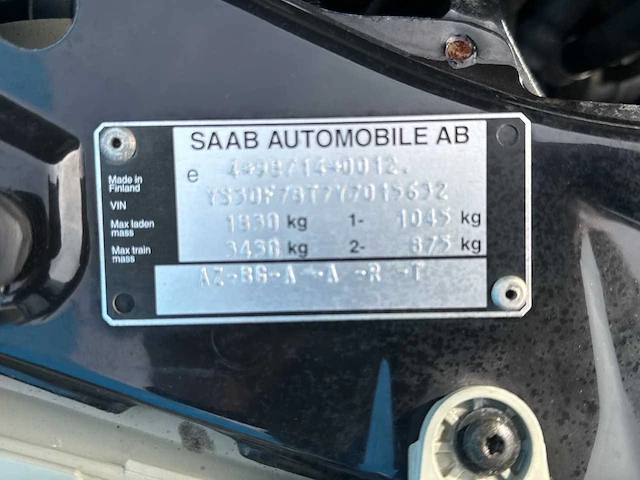 SAAB AUTOMOBILE AB
e 4*98/14*0012.
Made in
Finland
VIN
Max laden
mass 1830 kg 1- 1045 kg
Max train
mass 3430 kg 2- 875 kg
AZ-BG-A -A -R -T